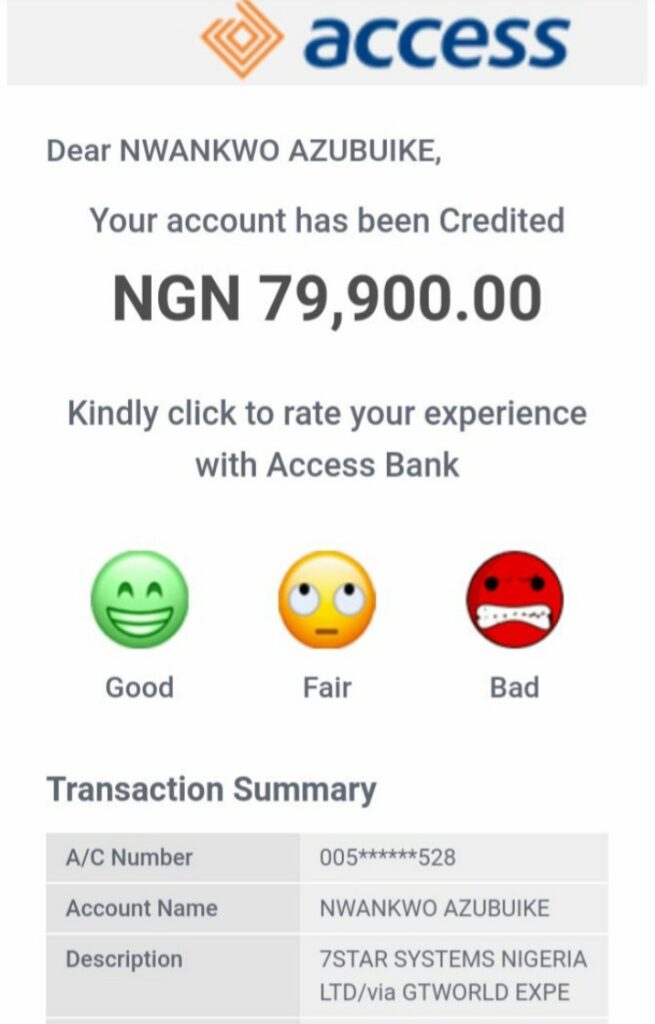 access
Dear NWANKWO AZUBUIKE,
Your account has been Credited
NGN 79,900.00
Kindly click to rate your experience
with Access Bank
Good Fair Bad
Transaction Summary
A/C Number 005******528
Account Name NWANKWO AZUBUIKE
Description 7STAR SYSTEMS NIGERIA
LTD/via GTWORLD EXPE